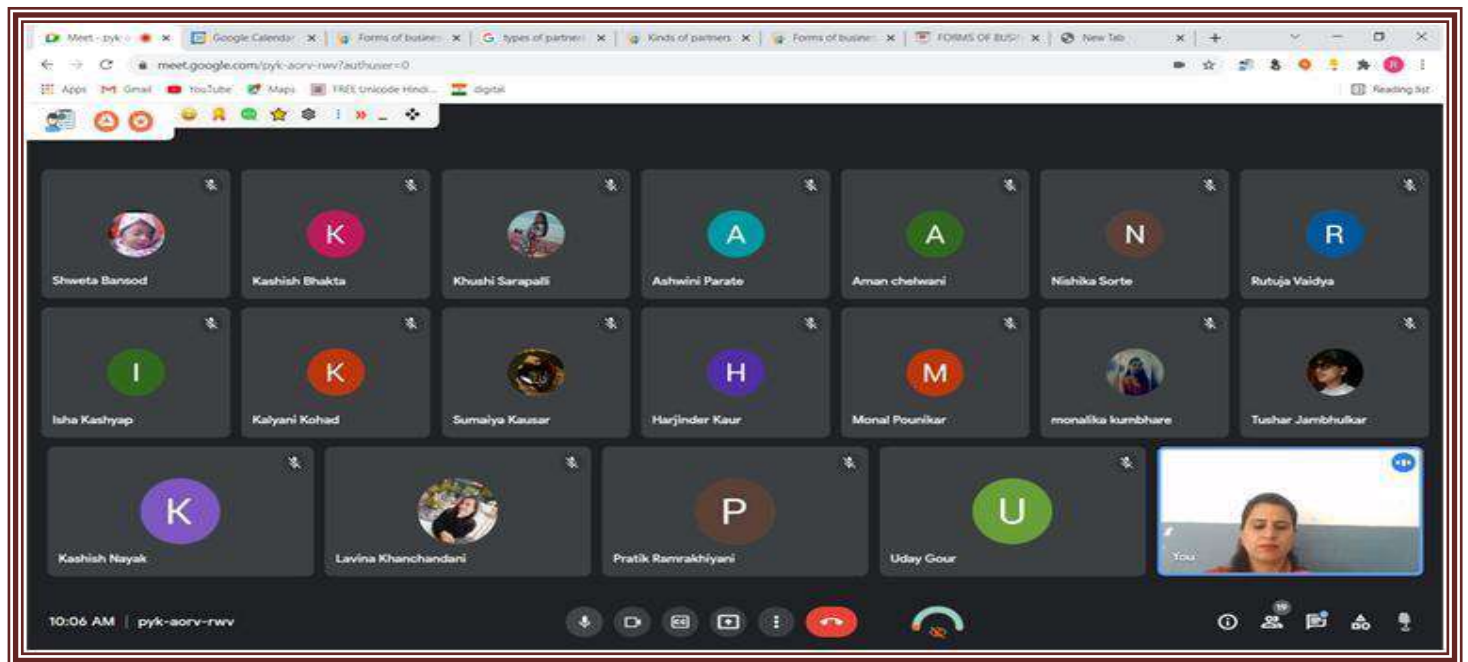 Meet - pyk-a Google Calendar Forms of busines G types of partner Kinds of partners Forms of busines FORMS OF BUSI New Tab
meet.google.com/pyk-aorv-rwv?authuser=0
Apps Gmail YouTube Maps FREE Unicode Hindi... digital Reading list
K A A N R
Shweta Bansod Kashish Bhakta Khushi Sarapalli Ashwini Parate Aman chelwani Nishika Sorte Rutuja Vaidya
I K H M
Isha Kashyap Kalyani Kohad Sumaiya Kausar Harjinder Kaur Monal Pounikar monalika kumbhare Tushar Jambhulkar
K P U
Kashish Nayak Lavina Khanchandani Pratik Ramrakhiyani Uday Gour You
10:06 AM | pyk-aorv-rwv CC 19